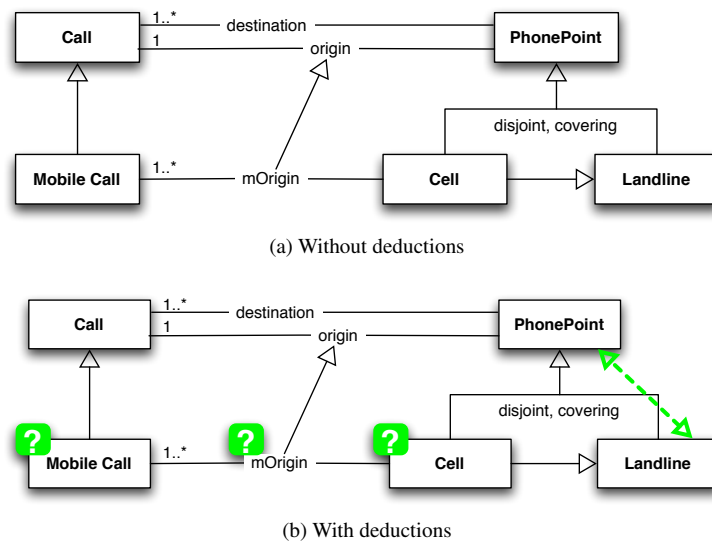 Call
1..*
destination
PhonePoint
1
origin
disjoint, covering
Mobile Call
1..*
mOrigin
Cell
Landline
(a) Without deductions
Call
1..*
destination
PhonePoint
1
origin
disjoint, covering
?
?
?
Mobile Call
1..*
mOrigin
Cell
Landline
(b) With deductions